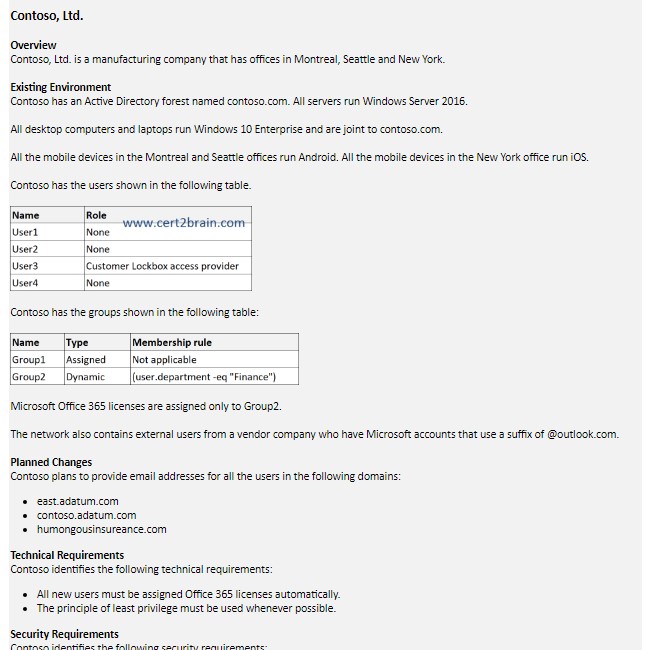 Contoso, Ltd.
Overview
Contoso, Ltd. is a manufacturing company that has offices in Montreal, Seattle and New York.
Existing Environment
Contoso has an Active Directory forest named contoso.com. All servers run Windows Server 2016.
All desktop computers and laptops run Windows 10 Enterprise and are joint to contoso.com.
All the mobile devices in the Montreal and Seattle offices run Android. All the mobile devices in the New York office run iOS.
Contoso has the users shown in the following table.
Name Role
www.cert2brain.com
User1 None
User2 None
User3 Customer Lockbox access provider
User4 None
Contoso has the groups shown in the following table:
Name Type Membership rule
Group1 Assigned Not applicable
Group2 Dynamic (user.department -eq "Finance")
Microsoft Office 365 licenses are assigned only to Group2.
The network also contains external users from a vendor company who have Microsoft accounts that use a suffix of @outlook.com.
Planned Changes
Contoso plans to provide email addresses for all the users in the following domains:
• east.adatum.com
• contoso.adatum.com
• humongousinsureance.com
Technical Requirements
Contoso identifies the following technical requirements:
• All new users must be assigned Office 365 licenses automatically.
• The principle of least privilege must be used whenever possible.
Security Requirements
Contoso identifies the following security requirements: